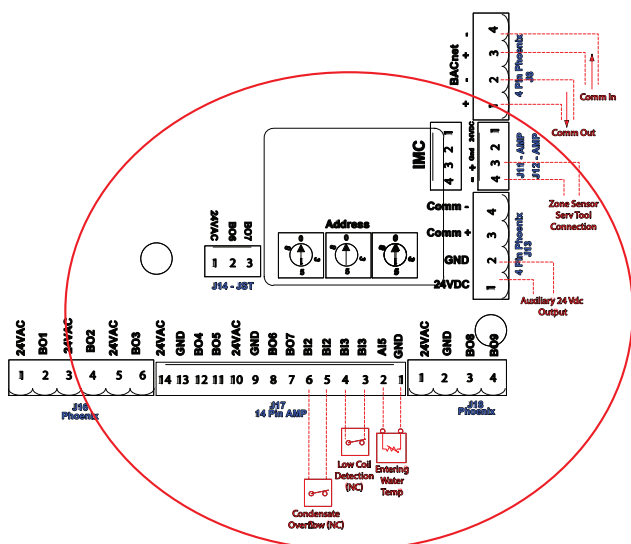 BACnet
-
+
-
+
4
3
2
1
4 Pin Phoenix
Comm In
Comm Out
IMC
1
2
3
4
24VDC
Gnd
+
-
1
2
3
4
J11 - AMP
J12 - AMP
Zone Sensor
Serv Tool
Connection
Address
0
5
0
5
0
5
Comm -
Comm +
GND
24VDC
4
3
2
1
4 Pin Phoenix
J13
Auxiliary 24 Vdc
Output
24VAC
BO6
BO7
1 2 3
J14 - JST
24VAC
BO1
24VAC
BO2
24VAC
BO3
1 2 3 4 5 6
Phoenix
24VAC
GND
BO4
BO5
24VAC
GND
BO6
BO7
BI2
BI2
BI3
BI3
AI5
GND
14 13 12 11 10 9 8 7 6 5 4 3 2 1
J17
14 Pin AMP
24VAC
GND
BO8
BO9
1 2 3 4
J18
Phoenix
Low Coil
Detection
(NC)
Entering
Water
Temp
Condensate
Overflow (NC)